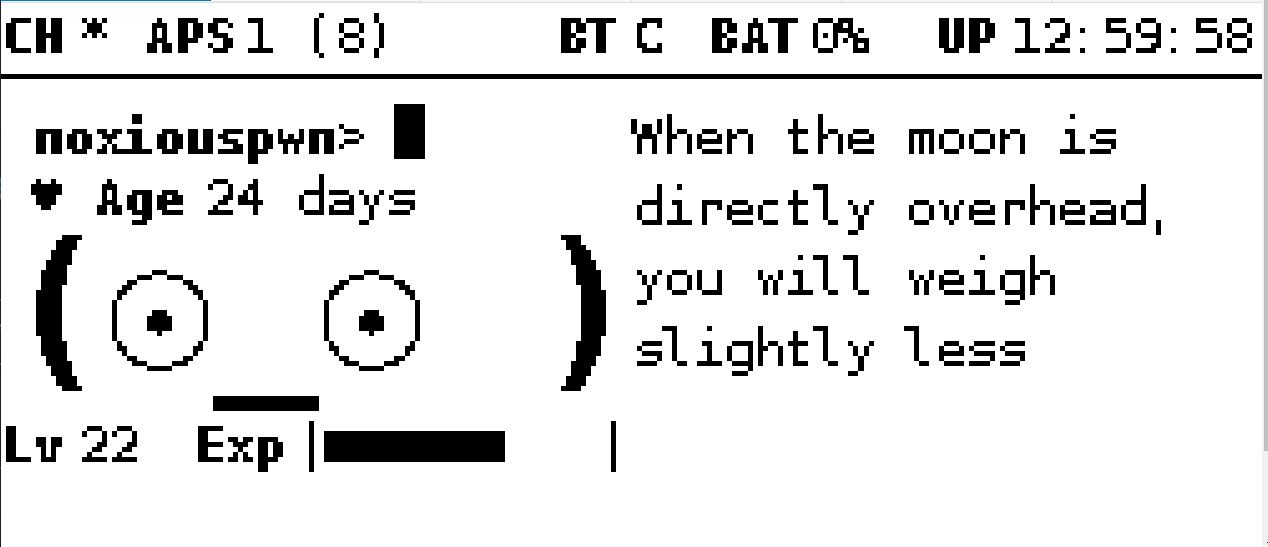 CH * APS 1 (8) BT C BAT 0% UP 12:59:58
noxiouspwn> █
♥ Age 24 days
(☉_☉ )
Lv 22 Exp |██████    |
When the moon is
directly overhead,
you will weigh
slightly less